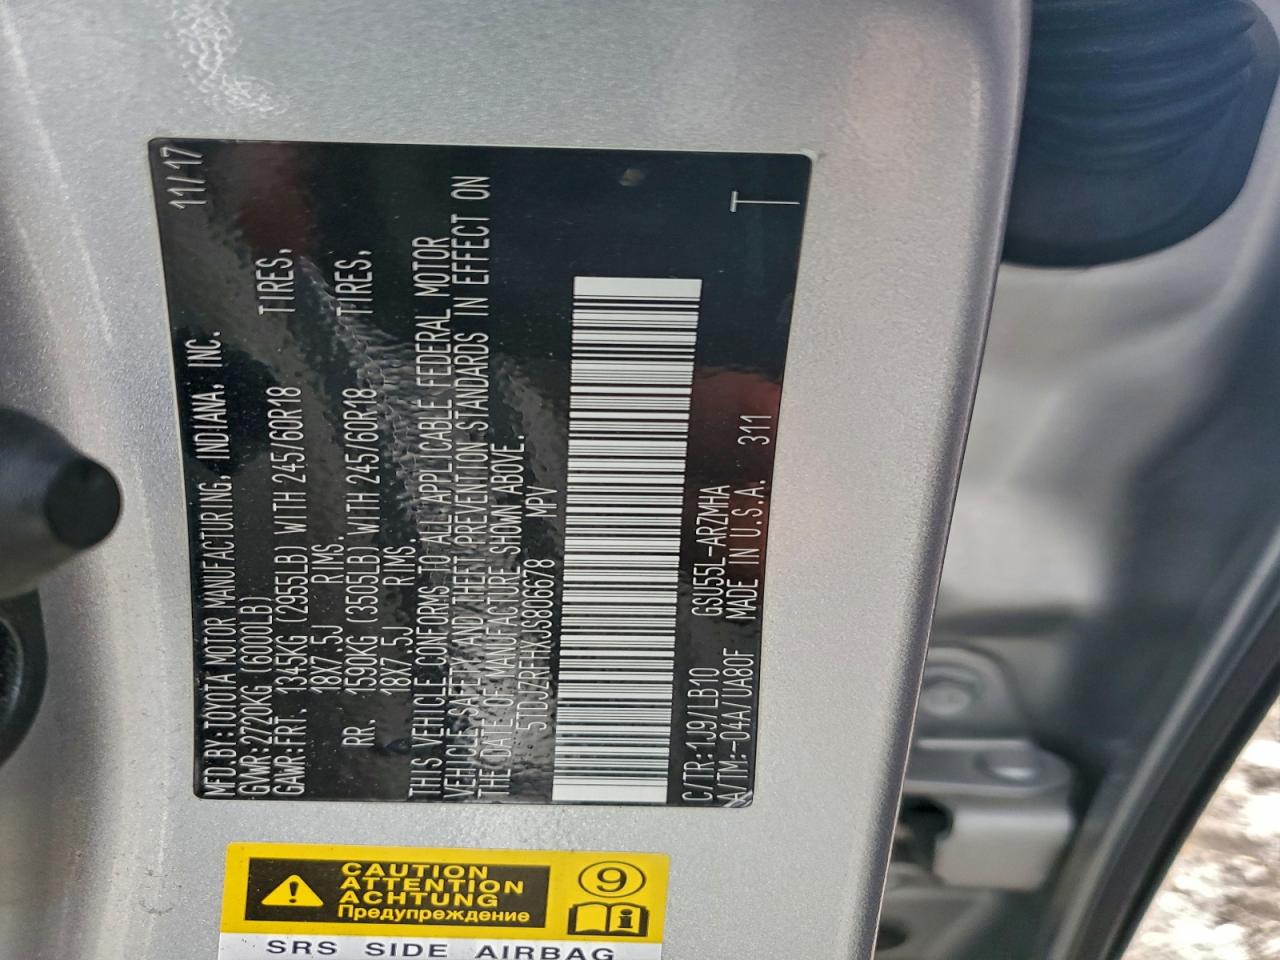 MFD.BY:TOYOTA MOTOR MANUFACTURING, INDIANA, INC. 11/17
GVWR:2720KG (6000LB)
GAWR:FRT. 1345KG (2955LB) WITH 245/60R18 TIRES,
18X7.5J RIMS.
RR. 1590KG (3505LB) WITH 245/60R18 TIRES,
18X7.5J RIMS.
THIS VEHICLE CONFORMS TO ALL APPLICABLE FEDERAL MOTOR
VEHICLE SAFETY AND THEFT PREVENTION STANDARDS IN EFFECT ON
THE DATE OF MANUFACTURE SHOWN ABOVE.
5TDJZRFHXJS806678 MPV
C/TR:1J9/LB10 GSU55L-ARZMHA
A/TM:-04A/UA80F MADE IN U.S.A. 311 T
CAUTION
ATTENTION
ACHTUNG
Предупреждение
9
i
SRS SIDE AIRBAG